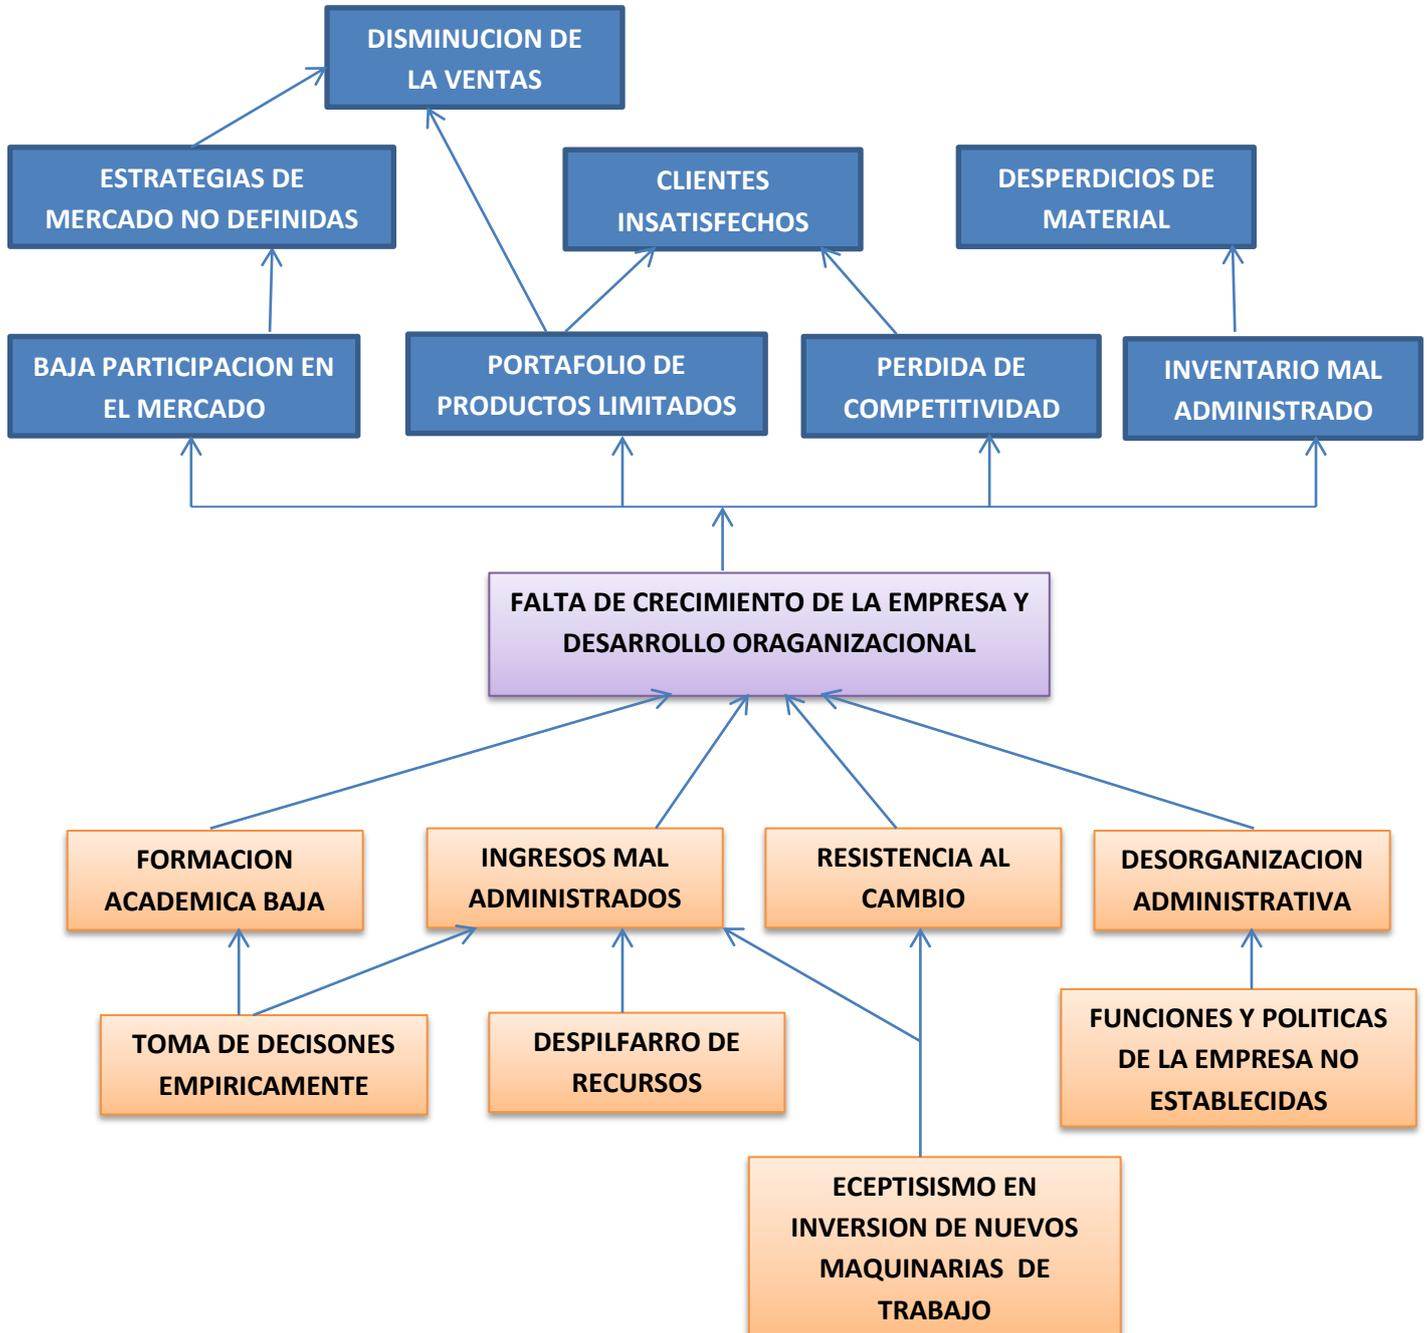 DISMINUCION DE
LA VENTAS
ESTRATEGIAS DE
MERCADO NO DEFINIDAS
CLIENTES
INSATISFECHOS
DESPERDICIOS DE
MATERIAL
BAJA PARTICIPACION EN
EL MERCADO
PORTAFOLIO DE
PRODUCTOS LIMITADOS
PERDIDA DE
COMPETITIVIDAD
INVENTARIO MAL
ADMINISTRADO
FALTA DE CRECIMIENTO DE LA EMPRESA Y
DESARROLLO ORAGANIZACIONAL
FORMACION
ACADEMICA BAJA
INGRESOS MAL
ADMINISTRADOS
RESISTENCIA AL
CAMBIO
DESORGANIZACION
ADMINISTRATIVA
TOMA DE DECISONES
EMPIRICAMENTE
DESPILFARRO DE
RECURSOS
FUNCIONES Y POLITICAS
DE LA EMPRESA NO
ESTABLECIDAS
ECEPTISISMO EN
INVERSION DE NUEVOS
MAQUINARIAS DE
TRABAJO